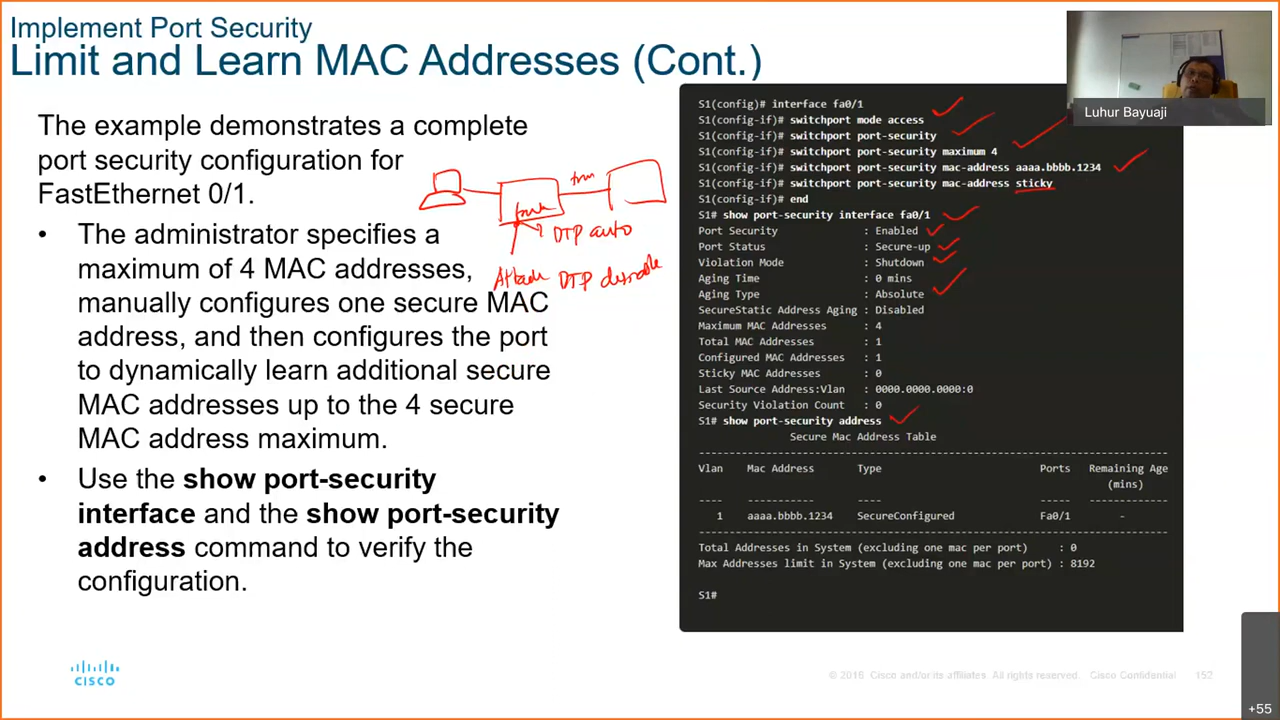 Implement Port Security
Limit and Learn MAC Addresses (Cont.)
The example demonstrates a complete
port security configuration for
FastEthernet 0/1.
• The administrator specifies a
maximum of 4 MAC addresses,
manually configures one secure MAC
address, and then configures the port
to dynamically learn additional secure
MAC addresses up to the 4 secure
MAC address maximum.
• Use the show port-security
interface and the show port-security
address command to verify the
configuration.
DTP auto
DTP
S1(config)# interface fa0/1
S1(config-if)# switchport mode access
S1(config-if)# switchport port-security
S1(config-if)# switchport port-security maximum 4
S1(config-if)# switchport port-security mac-address aaaa.bbbb.1234
S1(config-if)# switchport port-security mac-address sticky
S1(config-if)# end
S1# show port-security interface fa0/1
Port Security : Enabled
Port Status : Secure-up
Violation Mode : Shutdown
Aging Time : 0 mins
Aging Type : Absolute
SecureStatic Address Aging : Disabled
Maximum MAC Addresses : 4
Total MAC Addresses : 1
Configured MAC Addresses : 1
Sticky MAC Addresses : 0
Last Source Address:Vlan : 0000.0000.0000:0
Security Violation Count : 0
S1# show port-security address
Secure Mac Address Table
Vlan Mac Address Type Ports Remaining Age
(mins)
1 aaaa.bbbb.1234 SecureConfigured Fa0/1 -
Total Addresses in System (excluding one mac per port) : 0
Max Addresses limit in System (excluding one mac per port) : 8192
S1#
Luhur Bayuaji
CISCO
© 2016 Cisco and/or its affiliates. All rights reserved. Cisco Confidential 152
+55